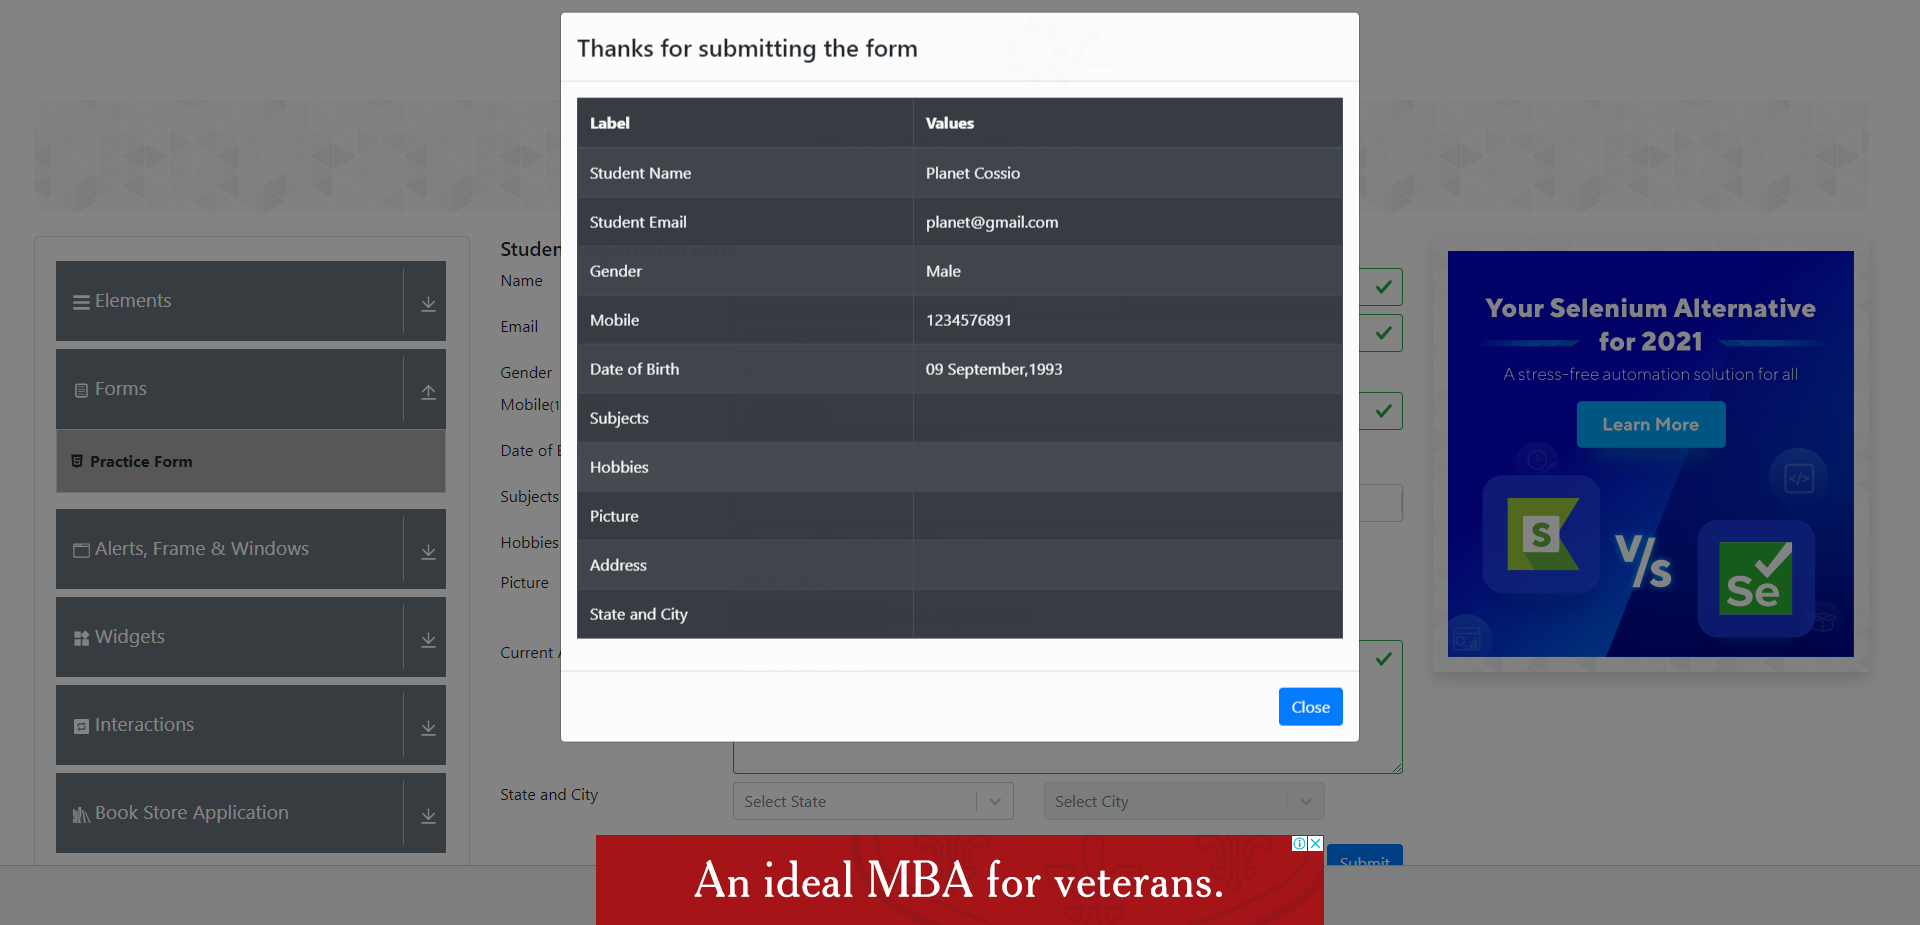 Thanks for submitting the form
Label Values
Student Name Planet Cossio
Student Email planet@gmail.com
Gender Male
Mobile 1234576891
Date of Birth 09 September,1993
Subjects
Hobbies
Picture
Address
State and City
Close
Elements
Forms
Practice Form
Alerts, Frame & Windows
Widgets
Interactions
Book Store Application
Studen
Name
Email
Gender
Mobile(1
Date of B
Subjects
Hobbies
Picture
Current A
State and City
Select State
Select City
Submit
Your Selenium Alternative
for 2021
A stress-free automation solution for all
Learn More
S
V/s
Se
An ideal MBA for veterans.